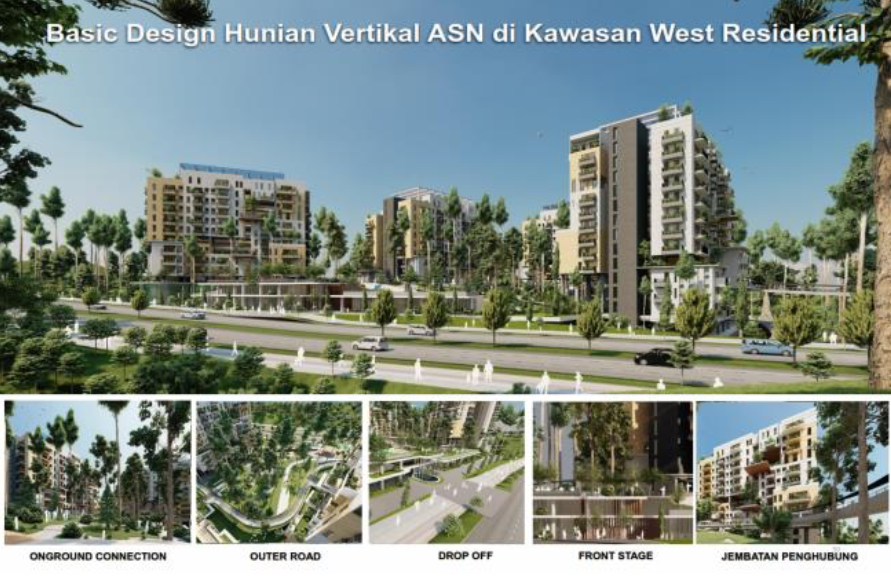 Basic Design Hunian Vertikal ASN di Kawasan West Residential
ONGROUND CONNECTION
OUTER ROAD
DROP OFF
FRONT STAGE
JEMBATAN PENGHUBUNG